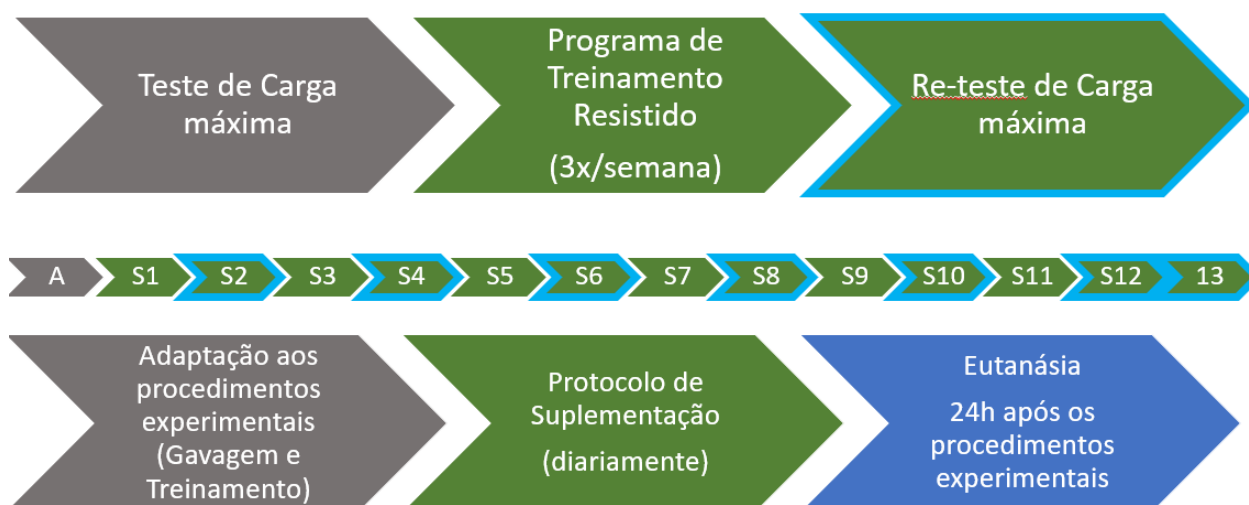 Teste de Carga
máxima
Programa de
Treinamento
Resistido
(3x/semana)
Re-teste de Carga
máxima
A
S1
S2
S3
S4
S5
S6
S7
S8
S9
S10
S11
S12
13
Adaptação aos
procedimentos
experimentais
(Gavagem e
Treinamento)
Protocolo de
Suplementação
(diariamente)
Eutanásia
24h após os
procedimentos
experimentais